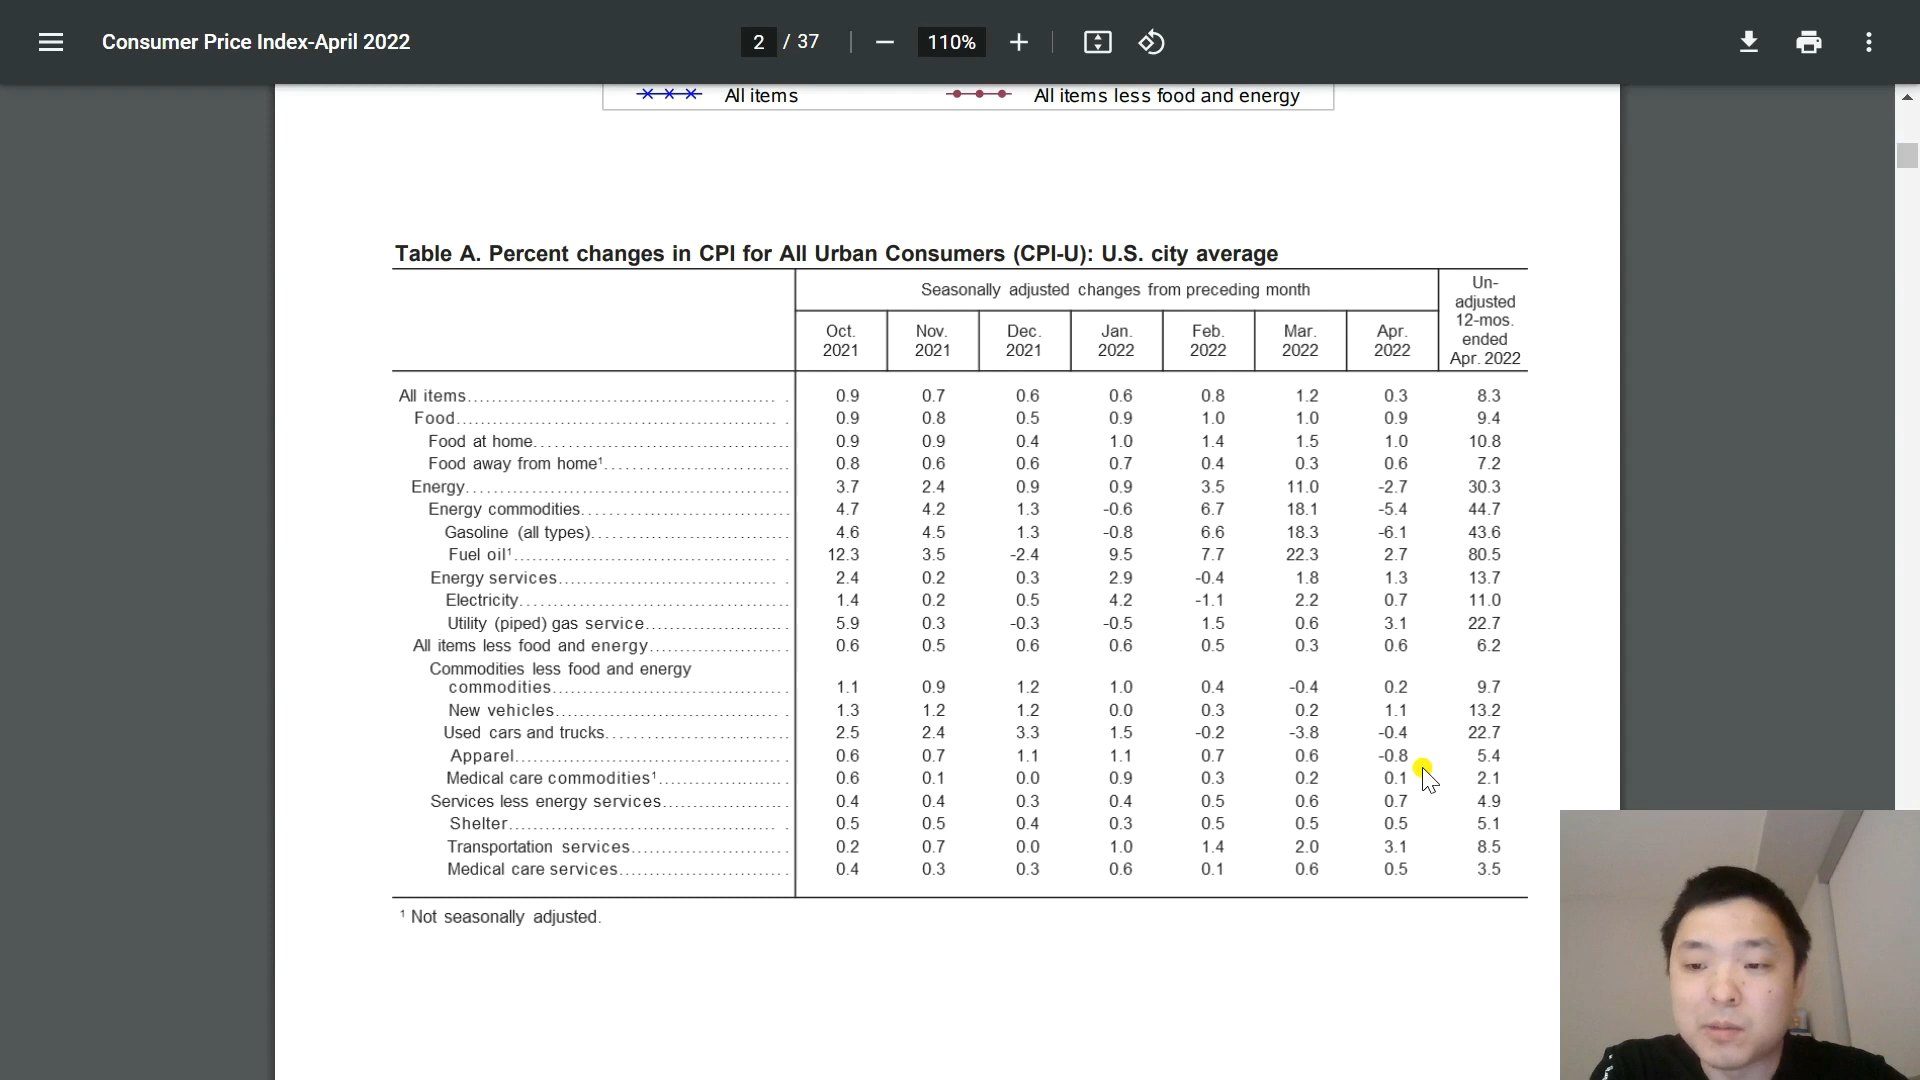 Consumer Price Index-April 2022
2 / 37
110%
All items All items less food and energy
Table A. Percent changes in CPI for All Urban Consumers (CPI-U): U.S. city average
Seasonally adjusted changes from preceding month
Un-
adjusted
12-mos.
ended
Apr. 2022
Oct. 2021 Nov. 2021 Dec. 2021 Jan. 2022 Feb. 2022 Mar. 2022 Apr. 2022
All items 0.9 0.7 0.6 0.6 0.8 1.2 0.3 8.3
Food 0.9 0.8 0.5 0.9 1.0 1.0 0.9 9.4
Food at home 0.9 0.9 0.4 1.0 1.4 1.5 1.0 10.8
Food away from home¹ 0.8 0.6 0.6 0.7 0.4 0.3 0.6 7.2
Energy 3.7 2.4 0.9 0.9 3.5 11.0 -2.7 30.3
Energy commodities 4.7 4.2 1.3 -0.6 6.7 18.1 -5.4 44.7
Gasoline (all types) 4.6 4.5 1.3 -0.8 6.6 18.3 -6.1 43.6
Fuel oil¹ 12.3 3.5 -2.4 9.5 7.7 22.3 2.7 80.5
Energy services 2.4 0.2 0.3 2.9 -0.4 1.8 1.3 13.7
Electricity 1.4 0.2 0.5 4.2 -1.1 2.2 0.7 11.0
Utility (piped) gas service 5.9 0.3 -0.3 -0.5 1.5 0.6 3.1 22.7
All items less food and energy 0.6 0.5 0.6 0.6 0.5 0.3 0.6 6.2
Commodities less food and energy
commodities 1.1 0.9 1.2 1.0 0.4 -0.4 0.2 9.7
New vehicles 1.3 1.2 1.2 0.0 0.3 0.2 1.1 13.2
Used cars and trucks 2.5 2.4 3.3 1.5 -0.2 -3.8 -0.4 22.7
Apparel 0.6 0.7 1.1 1.1 0.7 0.6 -0.8 5.4
Medical care commodities¹ 0.6 0.1 0.0 0.9 0.3 0.2 0.1 2.1
Services less energy services 0.4 0.4 0.3 0.4 0.5 0.6 0.7 4.9
Shelter 0.5 0.5 0.4 0.3 0.5 0.5 0.5 5.1
Transportation services 0.2 0.7 0.0 1.0 1.4 2.0 3.1 8.5
Medical care services 0.4 0.3 0.3 0.6 0.1 0.6 0.5 3.5
¹ Not seasonally adjusted.